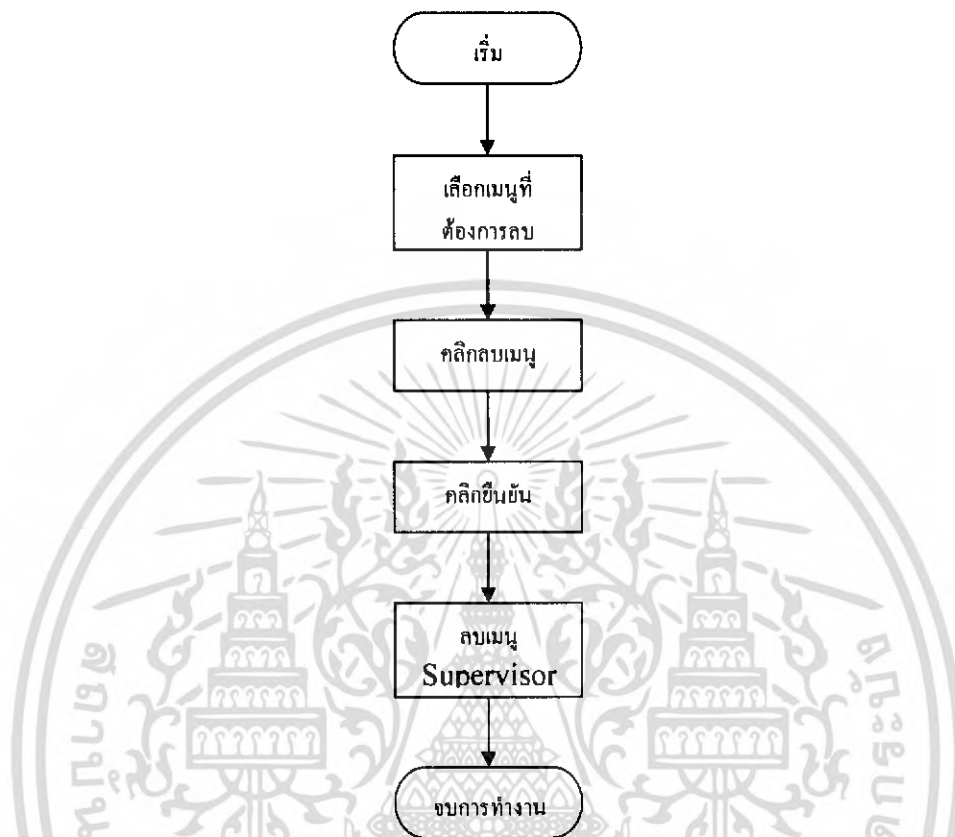 เริ่ม
เลือกเมนูที่
ต้องการลบ
คลิกลบเมนู
คลิกยืนยัน
ลบเมนู
Supervisor
จบการทำงาน